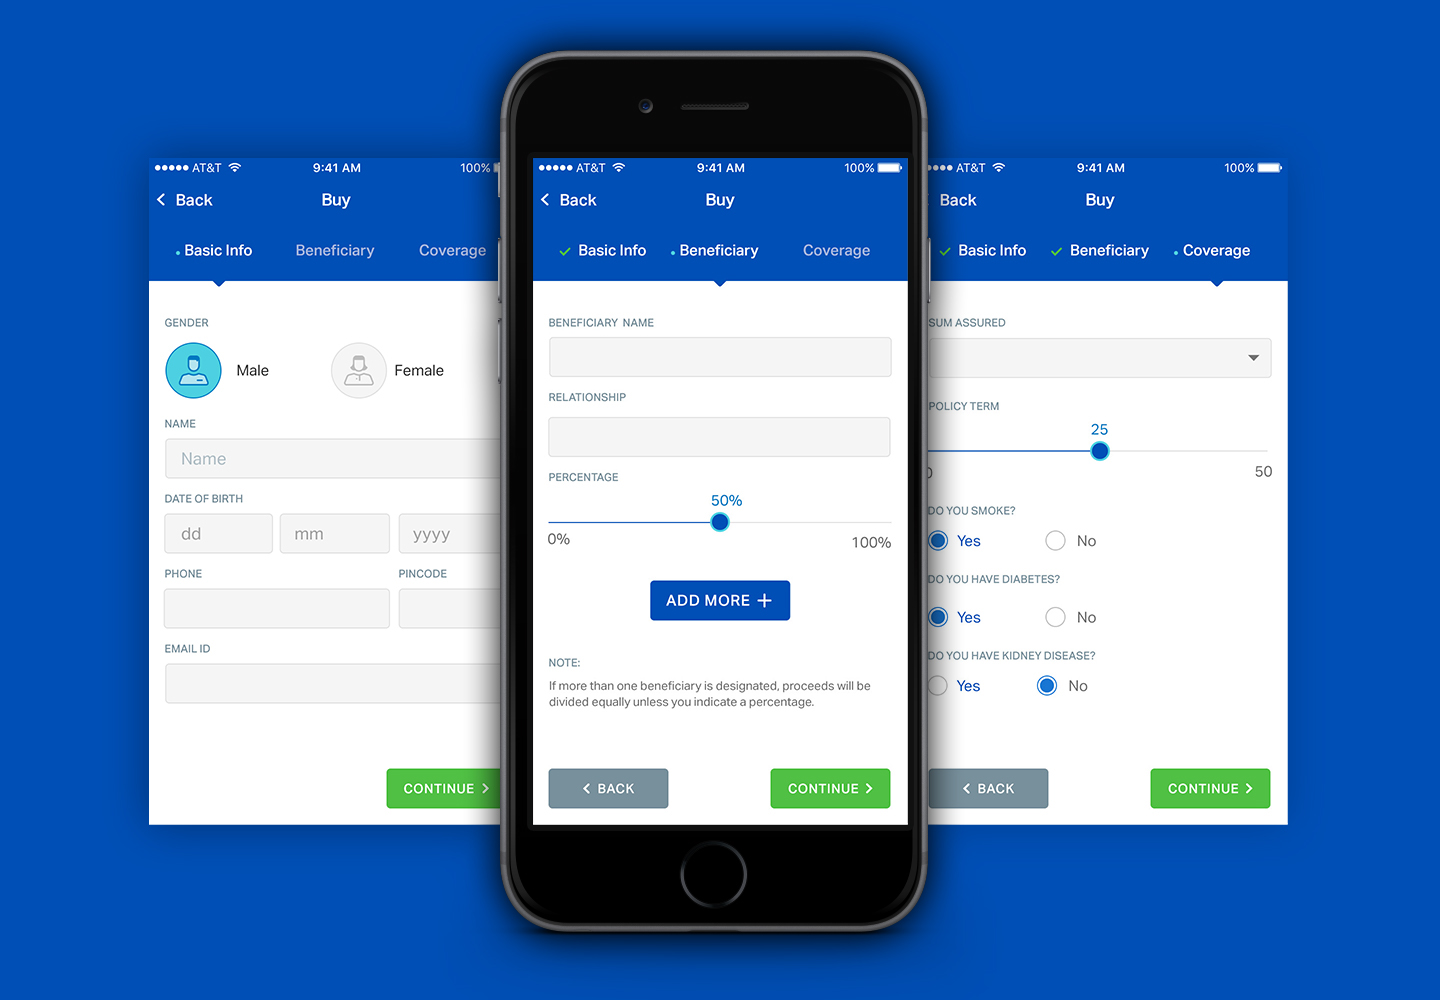 AT&T 9:41 AM 100%
Back Buy
Basic Info Beneficiary Coverage
GENDER
Male Female
NAME
Name
DATE OF BIRTH
dd mm yyyy
PHONE PINCODE
EMAIL ID
CONTINUE
AT&T 9:41 AM 100%
Back Buy
Basic Info Beneficiary Coverage
BENEFICIARY NAME
RELATIONSHIP
PERCENTAGE
50%
0% 100%
ADD MORE
NOTE:
If more than one beneficiary is designated, proceeds will be
divided equally unless you indicate a percentage.
BACK CONTINUE
AT&T 9:41 AM 100%
Back Buy
Basic Info Beneficiary Coverage
SUM ASSURED
POLICY TERM
25
0 50
DO YOU SMOKE?
Yes No
DO YOU HAVE DIABETES?
Yes No
DO YOU HAVE KIDNEY DISEASE?
Yes No
BACK CONTINUE